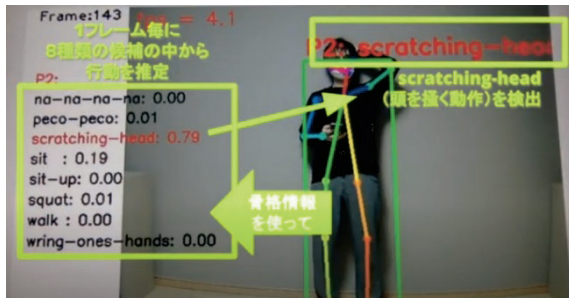 Frame:143
= 4.1
1フレーム毎に
8種類の候補の中から
行動を推定
P2: scratching-head
scratching-head
(頭を掻く動作)を検出
P2:
na-na-na-na: 0.00
peco-peco: 0.01
scratching-head: 0.79
sit : 0.19
sit-up: 0.00
squat: 0.01
walk : 0.00
wring-ones-hands: 0.00
骨格情報
を使って